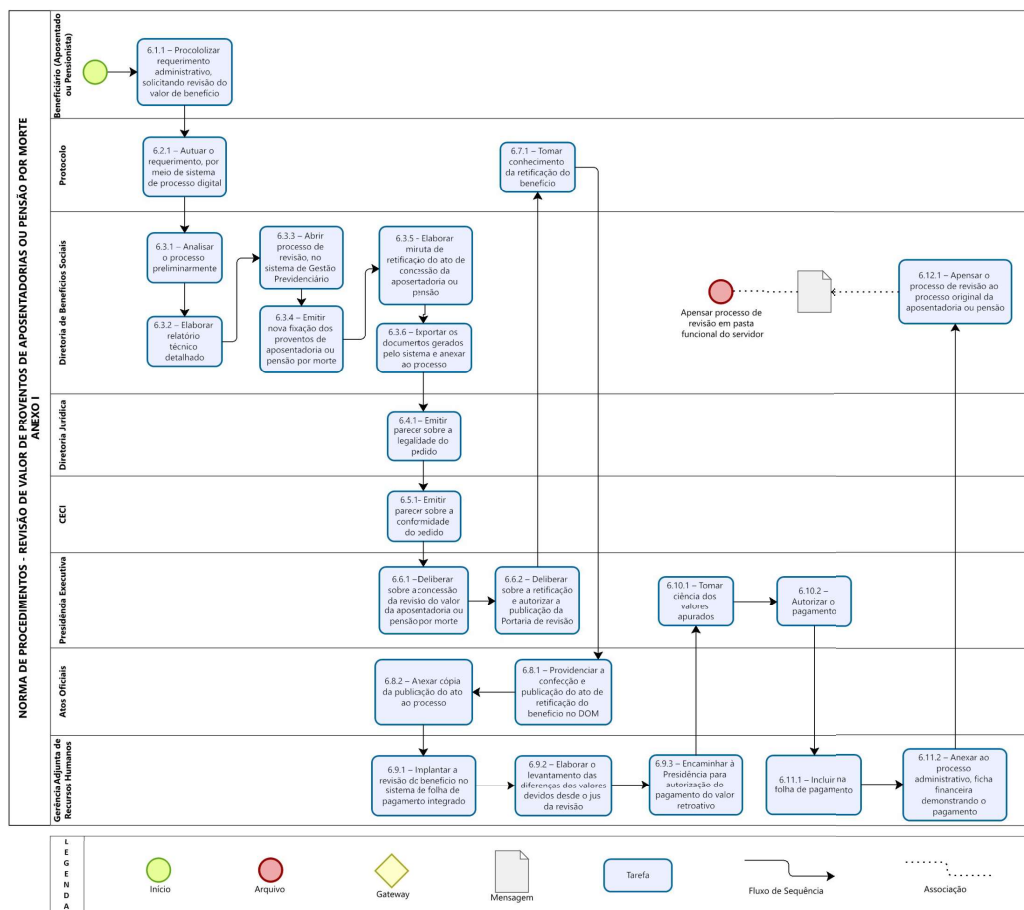 NORMA DE PROCEDIMENTOS - REVISÃO DE VALOR DE PROVENTOS DE APOSENTADORIAS OU PENSÃO POR MORTE
ANEXO I
Beneficiário (Aposentado
ou Pensionista)
6.1.1 – Procololizar
requerimento
administrativo,
solicitando revisão do
valor de benefício
Protocolo
6.2.1 – Autuar o
requerimento, por
meio de sistema
de processo digital
6.7.1 – Tomar
conhecimento
da retificação do
benefício
Diretoria de Benefícios Sociais
6.3.1 – Analisar
o processo
preliminarmente
6.3.2 – Elaborar
relatório
técnico
detalhado
6.3.3 – Abrir
processo de
revisão, no
sistema de Gestão
Previdenciário
6.3.4 – Emitir
nova fixação dos
proventos de
aposentadoria ou
pensão por morte
6.3.5 - Elaborar
miruta de
retificação do ato de
concessão da
aposertadoria ou
pensão
6.3.6 – Exportar os
documentos gerados
pelo sistema e anexar
ao processo
Apensar processo de
revisão em pasta
funcional do servidor
6.12.1 – Apensar o
processo de revisão ao
processo original da
aposentadoria ou pensão
Diretoria Jurídica
6.4.1 – Emitir
parecer sobre a
legalidade do
pedido
CECI
6.5.1– Emitir
parecer sobre a
conformidade
do pedido
Presidência Executiva
6.6.1 –Deliberar
sobre a concessão
da revisão do valor
da aposentadoria ou
pensão por morte
6.6.2 – Deliberar
sobre a retificação
e autorizar a
publicação da
Portaria de revisão
6.10.1 – Tomar
ciência dos
valores
apurados
6.10.2 –
Autorizar o
pagamento
Atos Oficiais
6.8.2 – Anexar cópia
da publicação do ato
ao processo
6.8.1 – Providenciar a
confecção e
publicação do ato de
retificação do
benefício no DOM
Gerência Adjunta de
Recursos Humanos
6.9.1 – Implantar a
revisão do benefício no
sistema de folha de
pagamento integrado
6.9.2 – Elaborar o
levantamento das
diferenças dos valores
devidos desde o jus
da revisão
6.9.3 – Encaminhar à
Presidência para
autorização do
pagamento do valor
retroativo
6.11.1 – Incluir na
folha de pagamento
6.11.2 – Anexar ao
processo
administrativo, ficha
financeira
demonstrando o
pagamento
LEGENDA
Início
Arquivo
Gateway
Mensagem
Tarefa
Fluxo de Sequência
Associação